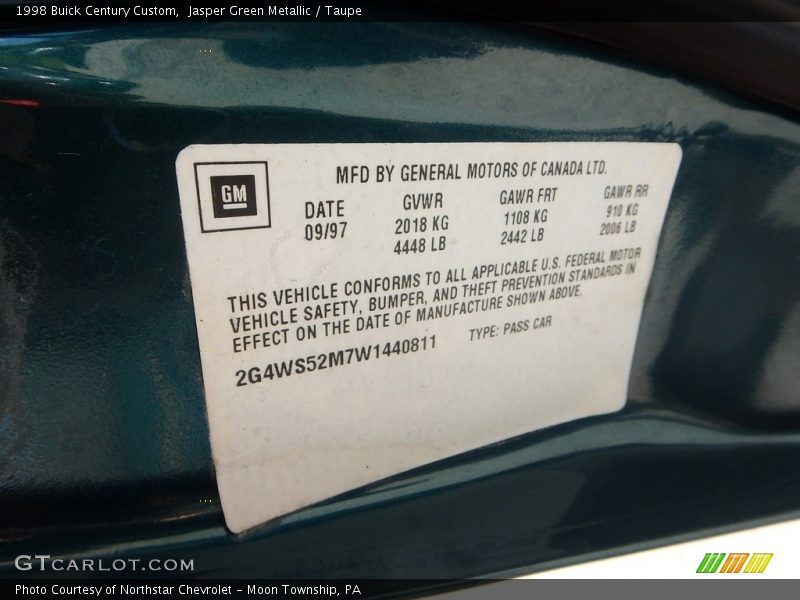 1998 Buick Century Custom,  Jasper Green Metallic / Taupe
GM
MFD BY GENERAL MOTORS OF CANADA LTD.
DATE GVWR GAWR FRT GAWR RR
09/97 2018 KG 1108 KG 910 KG
4448 LB 2442 LB 2006 LB
THIS VEHICLE CONFORMS TO ALL APPLICABLE U.S. FEDERAL MOTOR
VEHICLE SAFETY, BUMPER, AND THEFT PREVENTION STANDARDS IN
EFFECT ON THE DATE OF MANUFACTURE SHOWN ABOVE.
2G4WS52M7W1440811 TYPE: PASS CAR
GTCARLOT.COM
Photo Courtesy of Northstar Chevrolet - Moon Township, PA